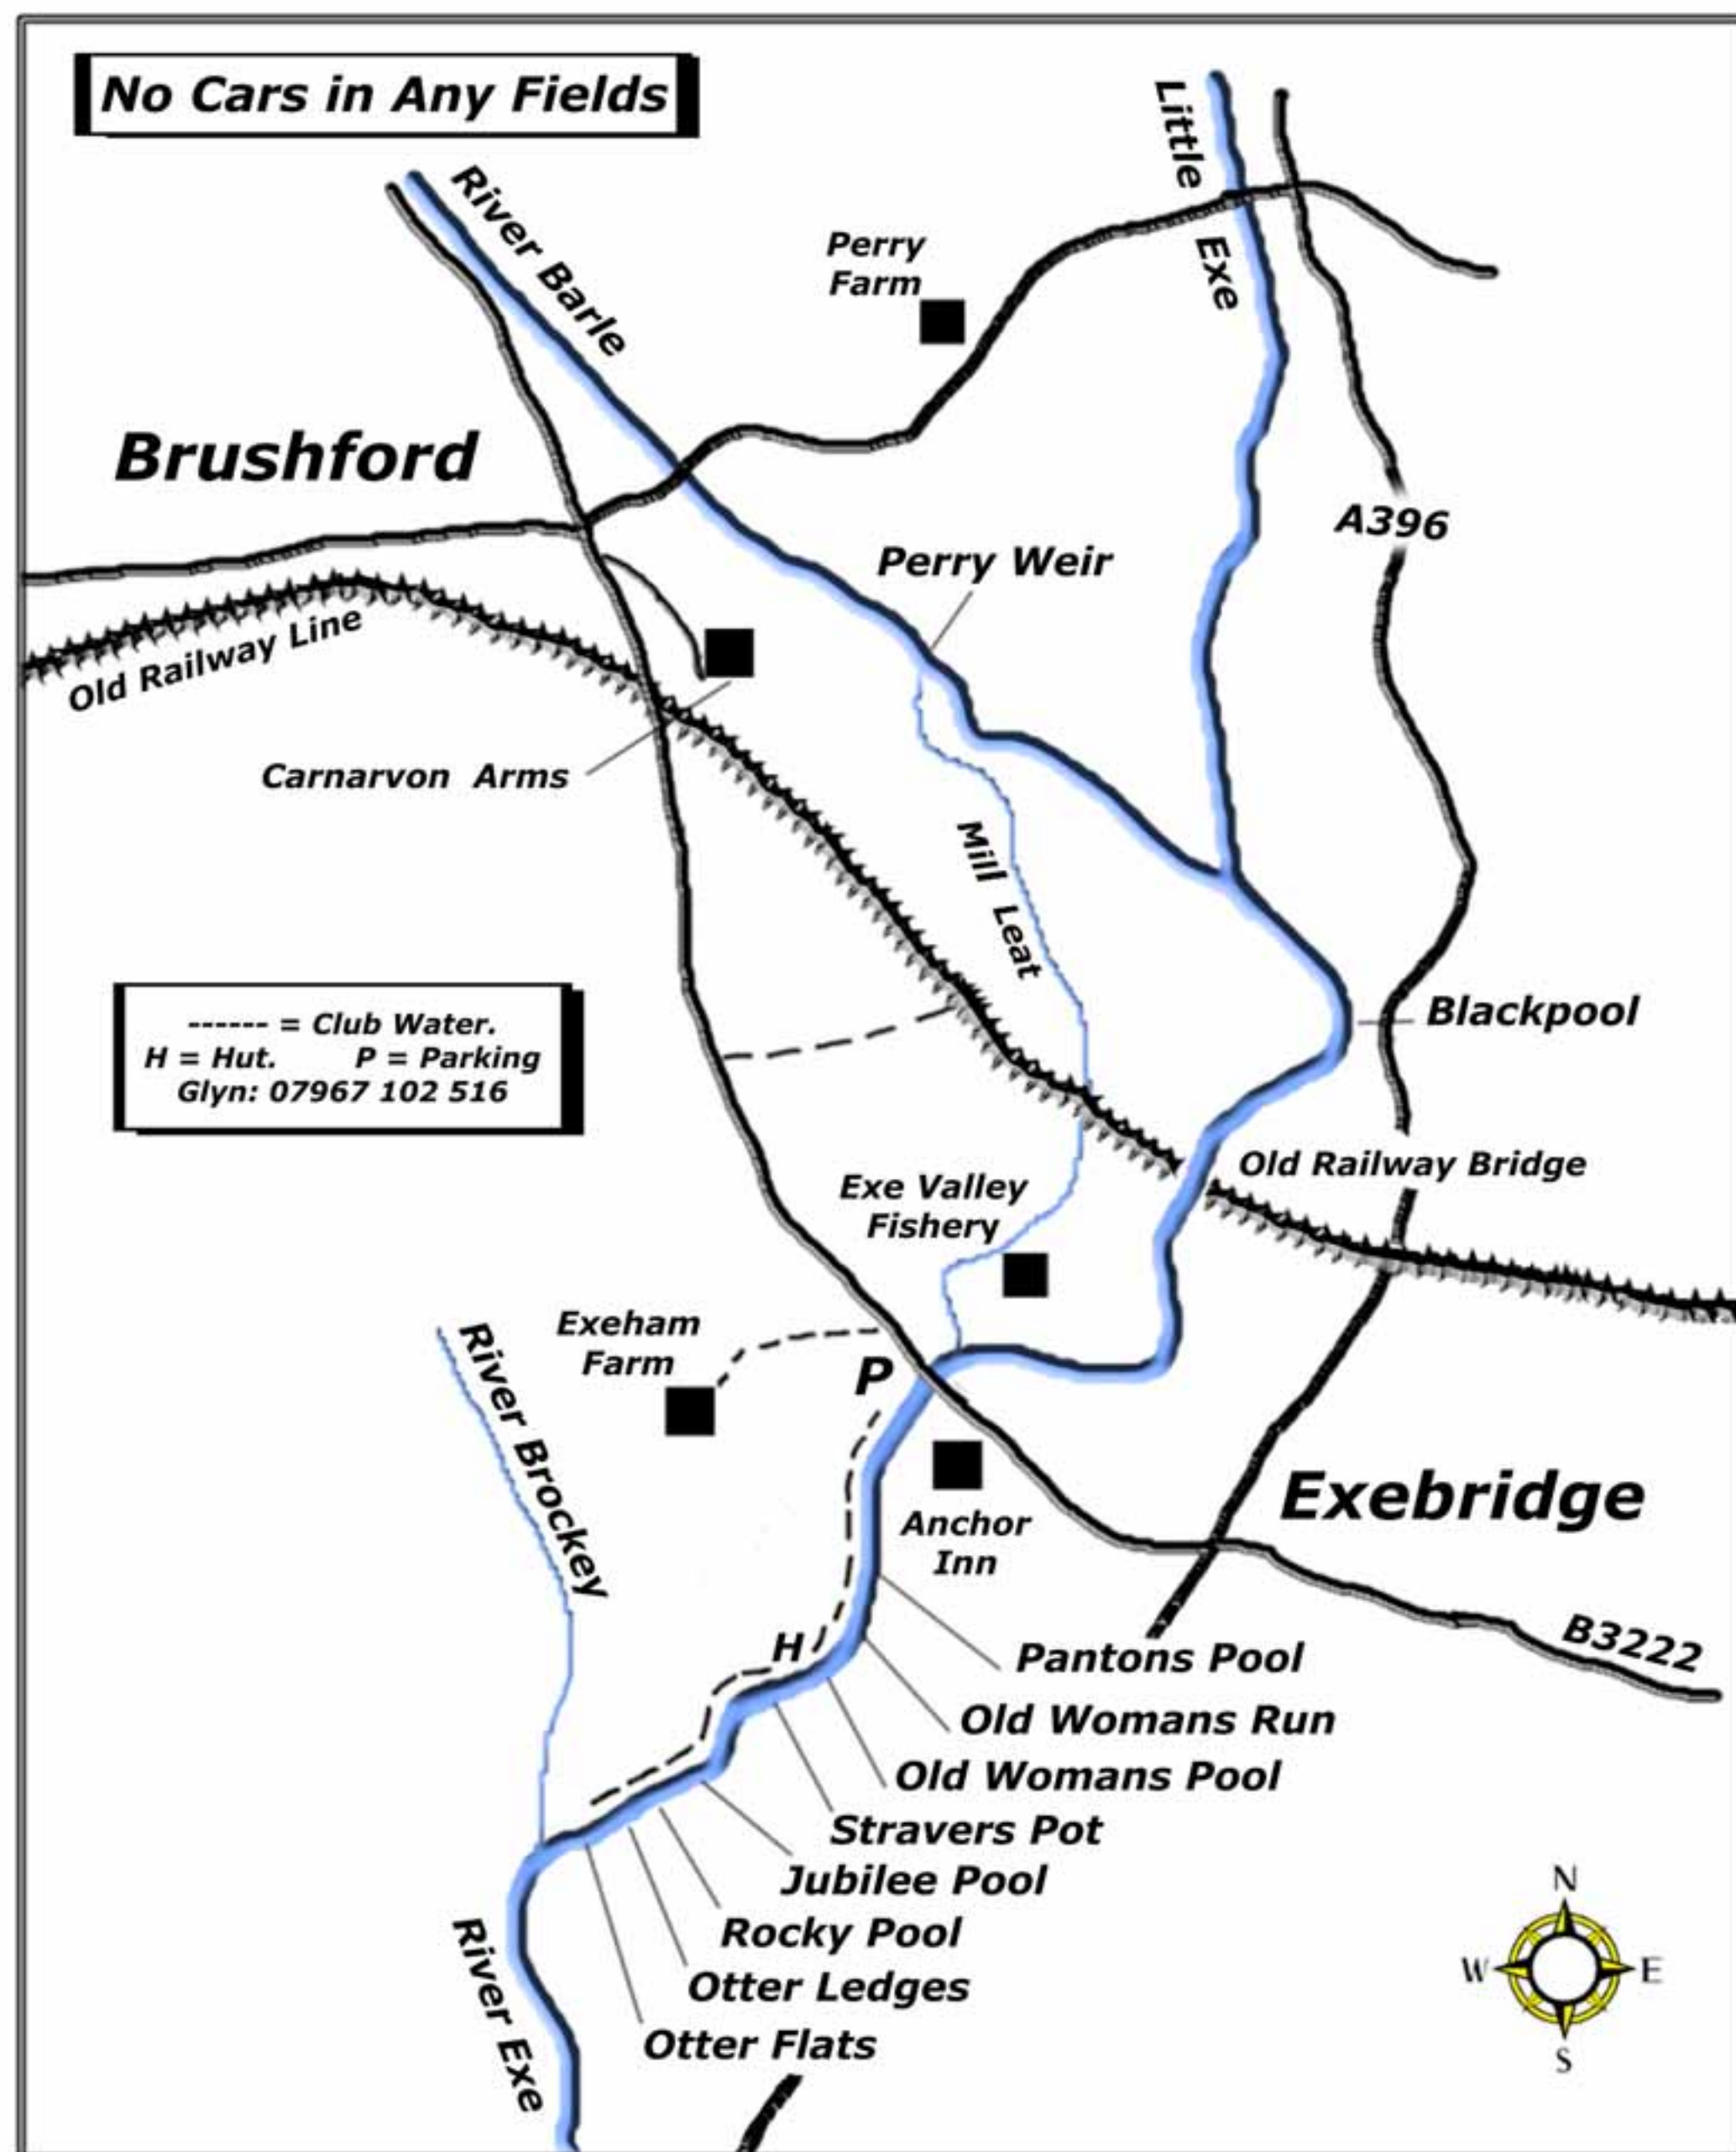 No Cars in Any Fields
River Barle
Little Exe
Perry
Farm
Brushford
A396
Perry Weir
Old Railway Line
Carnarvon Arms
Mill Leat
------ = Club Water.
H = Hut. P = Parking
Glyn: 07967 102 516
Blackpool
Old Railway Bridge
Exe Valley
Fishery
Exeham
Farm
P
River Brockey
Anchor
Inn
Exebridge
B3222
H
Pantons Pool
Old Womans Run
Old Womans Pool
Stravers Pot
Jubilee Pool
Rocky Pool
Otter Ledges
Otter Flats
River Exe
N
W E
S